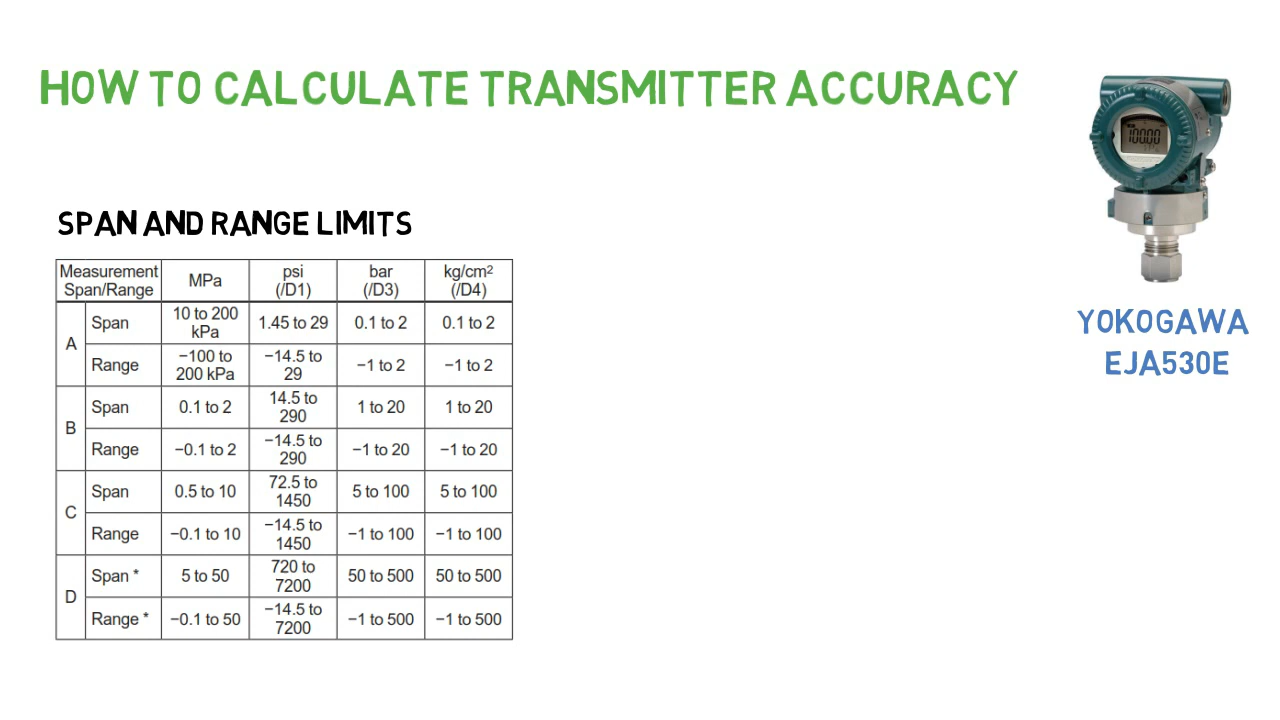 HOW TO CALCULATE TRANSMITTER ACCURACY
100.00
YOKOGAWA
EJA530E
SPAN AND RANGE LIMITS
Measurement Span/Range MPa psi (/D1) bar (/D3) kg/cm² (/D4)
A Span 10 to 200 kPa 1.45 to 29 0.1 to 2 0.1 to 2
Range −100 to 200 kPa −14.5 to 29 −1 to 2 −1 to 2
B Span 0.1 to 2 14.5 to 290 1 to 20 1 to 20
Range −0.1 to 2 −14.5 to 290 −1 to 20 −1 to 20
C Span 0.5 to 10 72.5 to 1450 5 to 100 5 to 100
Range −0.1 to 10 −14.5 to 1450 −1 to 100 −1 to 100
D Span * 5 to 50 720 to 7200 50 to 500 50 to 500
Range * −0.1 to 50 −14.5 to 7200 −1 to 500 −1 to 500